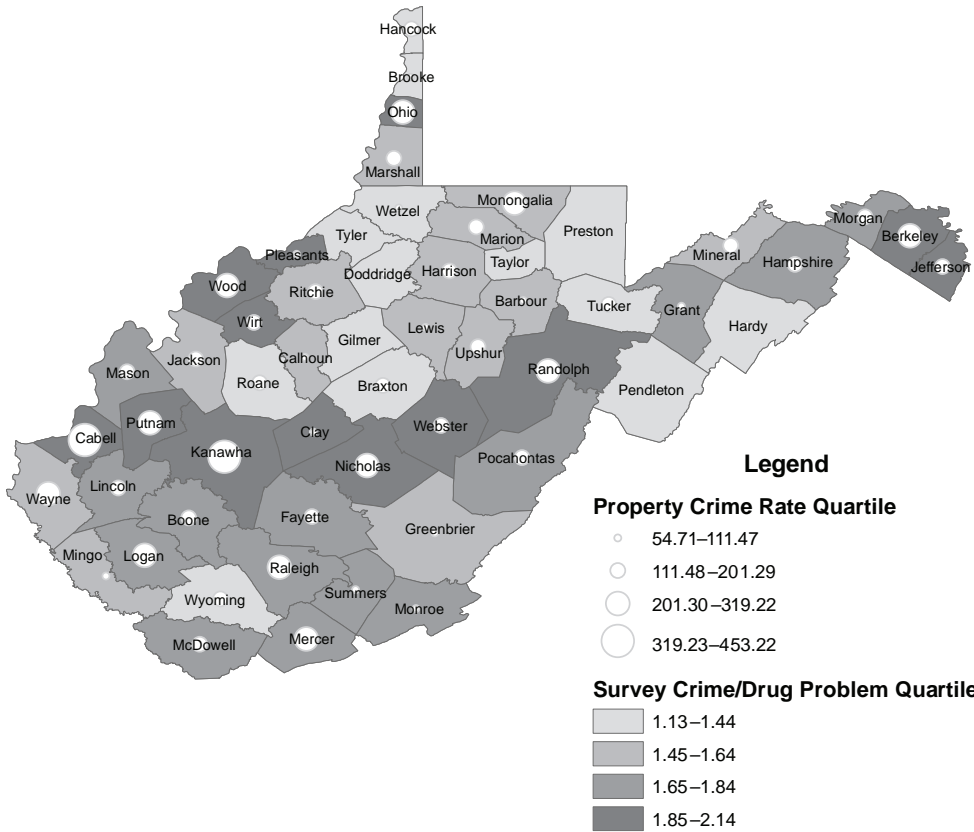 Hancock
Brooke
Ohio
Marshall
Wetzel
Monongalia
Tyler
Marion
Preston
Morgan
Berkeley
Pleasants
Doddridge
Harrison
Taylor
Mineral
Hampshire
Jefferson
Wood
Ritchie
Barbour
Tucker
Grant
Wirt
Lewis
Hardy
Gilmer
Jackson
Calhoun
Upshur
Mason
Roane
Braxton
Randolph
Pendleton
Putnam
Cabell
Clay
Webster
Kanawha
Nicholas
Pocahontas
Wayne
Lincoln
Boone
Fayette
Greenbrier
Mingo
Logan
Raleigh
Wyoming
Summers
Monroe
McDowell
Mercer
Legend
Property Crime Rate Quartile
54.71–111.47
111.48–201.29
201.30–319.22
319.23–453.22
Survey Crime/Drug Problem Quartile
1.13–1.44
1.45–1.64
1.65–1.84
1.85–2.14